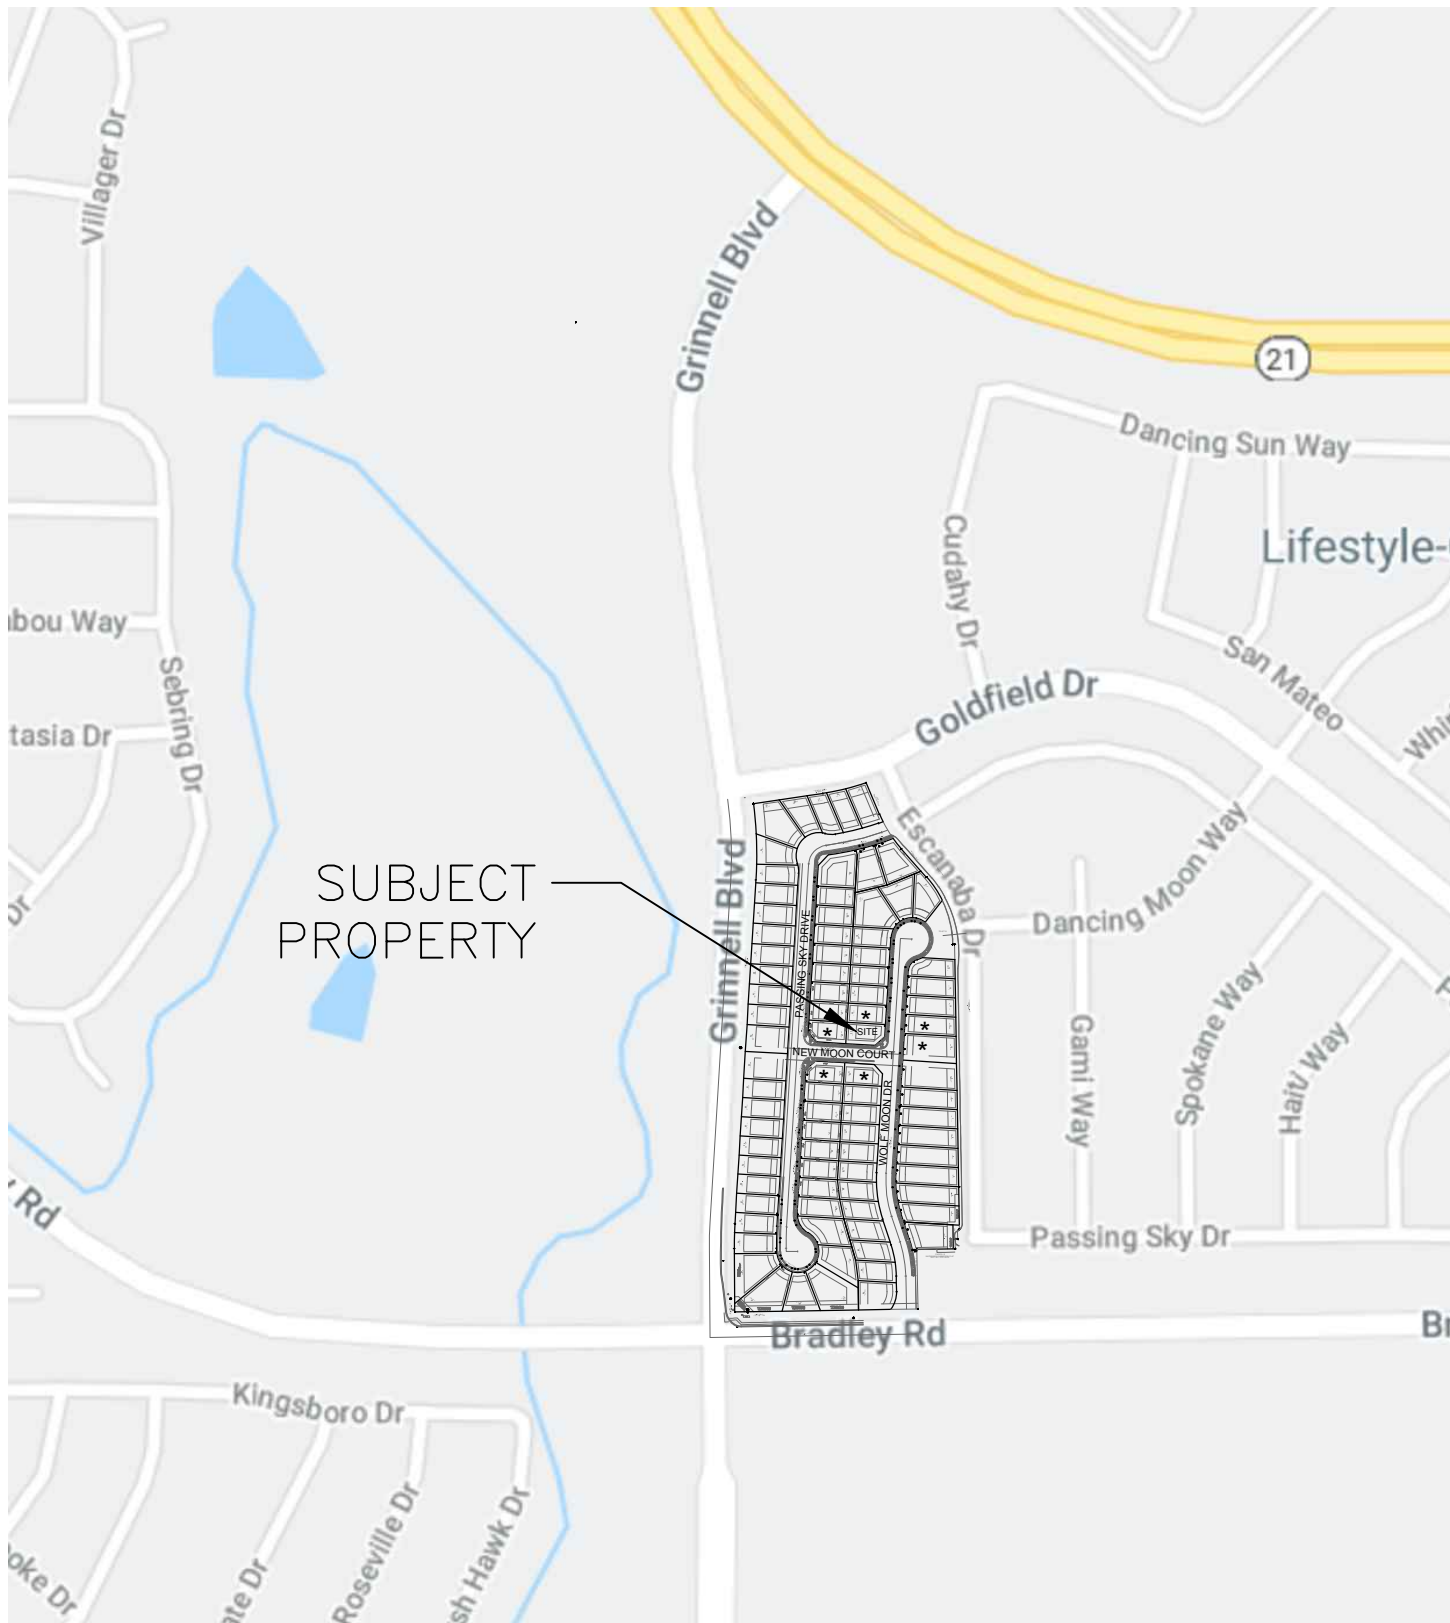 Villager Dr
Grinnell Blvd
21
Dancing Sun Way
Cudahy Dr
Lifestyle-
bou Way
San Mateo
Sebring Dr
Goldfield Dr
tasia Dr
Whi
Escanaba Dr
Dancing Moon Way
SUBJECT
PROPERTY
Grinnell Blvd
PASSING SKY DRIVE
Dr
*
* SITE
*
*
NEW MOON COURT
* *
WOLF MOON DR
Gami Way
Spokane Way
Haiti Way
Rd
Passing Sky Dr
Bradley Rd
Br
Kingsboro Dr
Roseville Dr
sh Hawk Dr
oke Dr
ate Dr